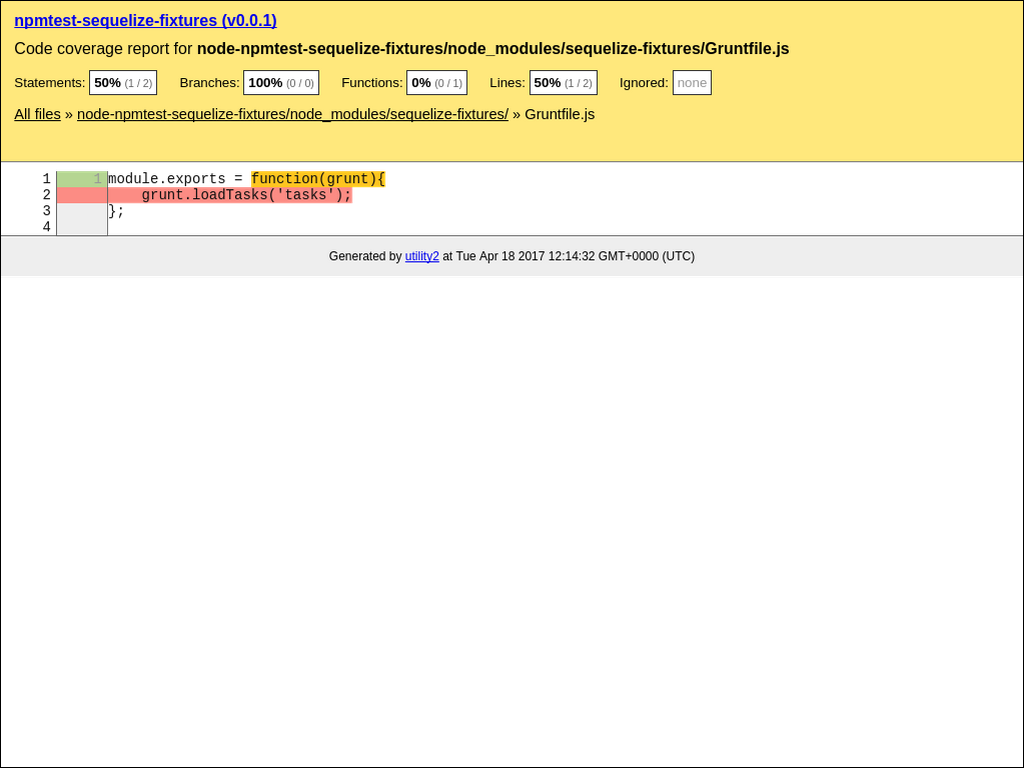 npmtest-sequelize-fixtures (v0.0.1)
Code coverage report for node-npmtest-sequelize-fixtures/node_modules/sequelize-fixtures/Gruntfile.js
Statements: 50% (1 / 2) Branches: 100% (0 / 0) Functions: 0% (0 / 1) Lines: 50% (1 / 2) Ignored: none
All files » node-npmtest-sequelize-fixtures/node_modules/sequelize-fixtures/ » Gruntfile.js
1 1 module.exports = function(grunt){
2     grunt.loadTasks('tasks');
3 };
4
Generated by utility2 at Tue Apr 18 2017 12:14:32 GMT+0000 (UTC)